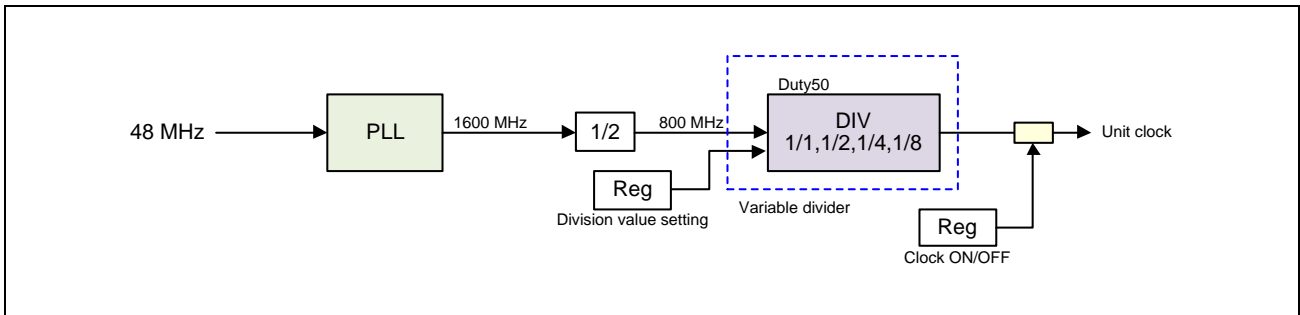 Duty50
48 MHz
PLL
1600 MHz
1/2
800 MHz
DIV
1/1,1/2,1/4,1/8
Unit clock
Reg
Division value setting
Variable divider
Reg
Clock ON/OFF